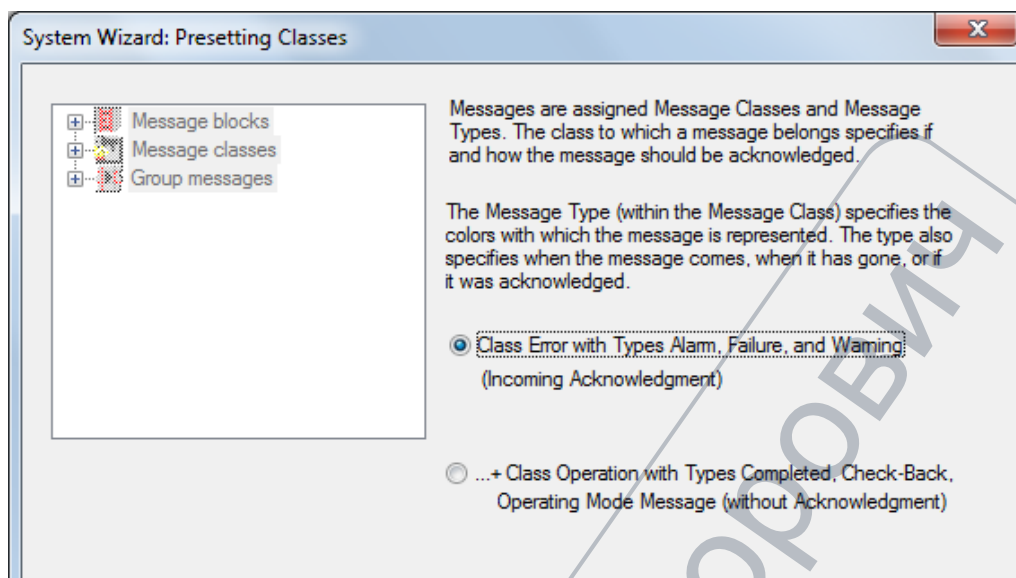 System Wizard: Presetting Classes
Message blocks
Message classes
Group messages
Messages are assigned Message Classes and Message
Types. The class to which a message belongs specifies if
and how the message should be acknowledged.
The Message Type (within the Message Class) specifies the
colors with which the message is represented. The type also
specifies when the message comes, when it has gone, or if
it was acknowledged.
Class Error with Types Alarm, Failure, and Warning
(Incoming Acknowledgment)
...+ Class Operation with Types Completed, Check-Back,
Operating Mode Message (without Acknowledgment)